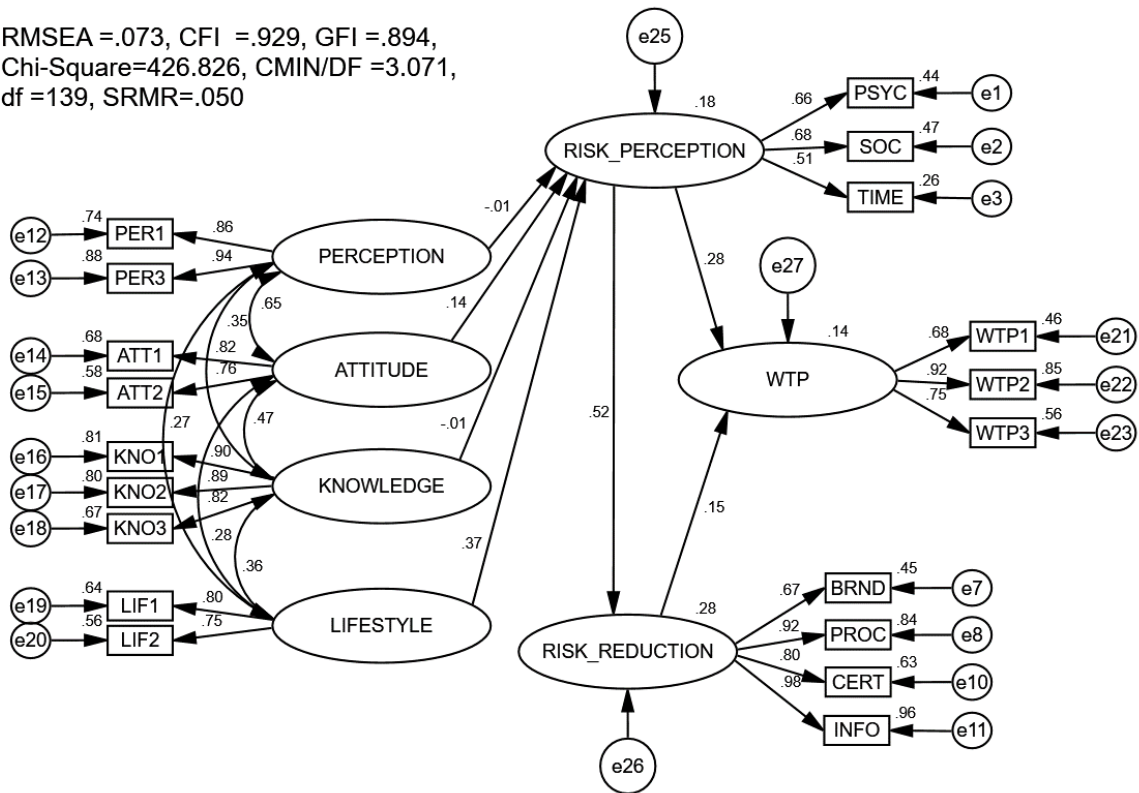 RMSEA =.073, CFI  =.929, GFI =.894,
Chi-Square=426.826, CMIN/DF =3.071,
df =139, SRMR=.050
e25
.18
RISK_PERCEPTION
.66
PSYC
.44
e1
.68
SOC
.47
e2
.51
TIME
.26
e3
e12
.74
PER1
.86
e13
.88
PER3
.94
PERCEPTION
-.01
.65
.35
e14
.68
ATT1
.82
e15
.58
ATT2
.76
ATTITUDE
.14
.27
.47
e16
.81
KNO1
.90
e17
.80
KNO2
.89
e18
.67
KNO3
.82
KNOWLEDGE
-.01
.28
.36
e19
.64
LIF1
.80
e20
.56
LIF2
.75
LIFESTYLE
.37
.28
e27
.14
WTP
.68
WTP1
.46
e21
.92
WTP2
.85
e22
.75
WTP3
.56
e23
.52
.15
.28
RISK_REDUCTION
e26
.67
BRND
.45
e7
.92
PROC
.84
e8
.80
CERT
.63
e10
.98
INFO
.96
e11